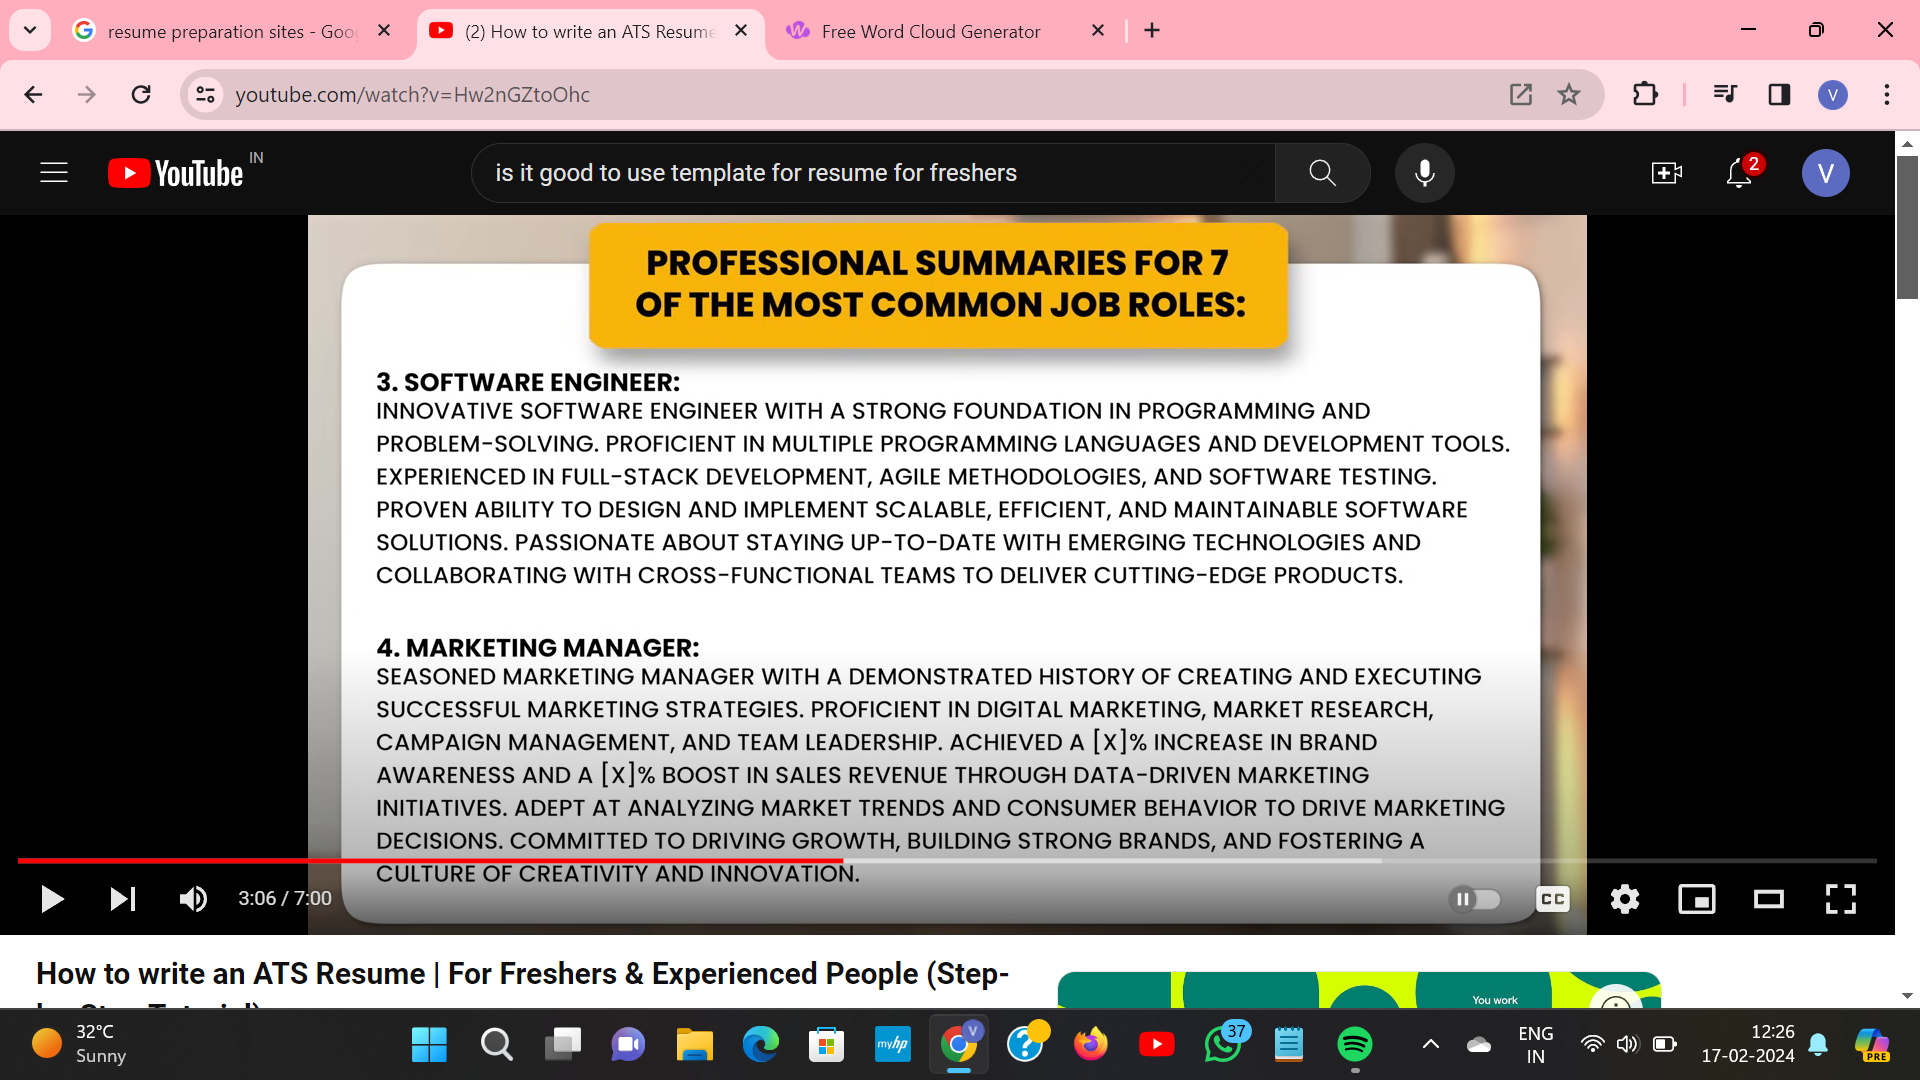 resume preparation sites - Goo
(2) How to write an ATS Resume
Free Word Cloud Generator
youtube.com/watch?v=Hw2nGZtoOhc
V
YouTube IN
is it good to use template for resume for freshers
2
V
PROFESSIONAL SUMMARIES FOR 7
OF THE MOST COMMON JOB ROLES:
3. SOFTWARE ENGINEER:
INNOVATIVE SOFTWARE ENGINEER WITH A STRONG FOUNDATION IN PROGRAMMING AND
PROBLEM-SOLVING. PROFICIENT IN MULTIPLE PROGRAMMING LANGUAGES AND DEVELOPMENT TOOLS.
EXPERIENCED IN FULL-STACK DEVELOPMENT, AGILE METHODOLOGIES, AND SOFTWARE TESTING.
PROVEN ABILITY TO DESIGN AND IMPLEMENT SCALABLE, EFFICIENT, AND MAINTAINABLE SOFTWARE
SOLUTIONS. PASSIONATE ABOUT STAYING UP-TO-DATE WITH EMERGING TECHNOLOGIES AND
COLLABORATING WITH CROSS-FUNCTIONAL TEAMS TO DELIVER CUTTING-EDGE PRODUCTS.
4. MARKETING MANAGER:
SEASONED MARKETING MANAGER WITH A DEMONSTRATED HISTORY OF CREATING AND EXECUTING
SUCCESSFUL MARKETING STRATEGIES. PROFICIENT IN DIGITAL MARKETING, MARKET RESEARCH,
CAMPAIGN MANAGEMENT, AND TEAM LEADERSHIP. ACHIEVED A [X]% INCREASE IN BRAND
AWARENESS AND A [X]% BOOST IN SALES REVENUE THROUGH DATA-DRIVEN MARKETING
INITIATIVES. ADEPT AT ANALYZING MARKET TRENDS AND CONSUMER BEHAVIOR TO DRIVE MARKETING
DECISIONS. COMMITTED TO DRIVING GROWTH, BUILDING STRONG BRANDS, AND FOSTERING A
CULTURE OF CREATIVITY AND INNOVATION.
3:06 / 7:00
CC
How to write an ATS Resume | For Freshers & Experienced People (Step-
You work
32°C
Sunny
myhp
V
37
ENG
IN
12:26
17-02-2024
PRE